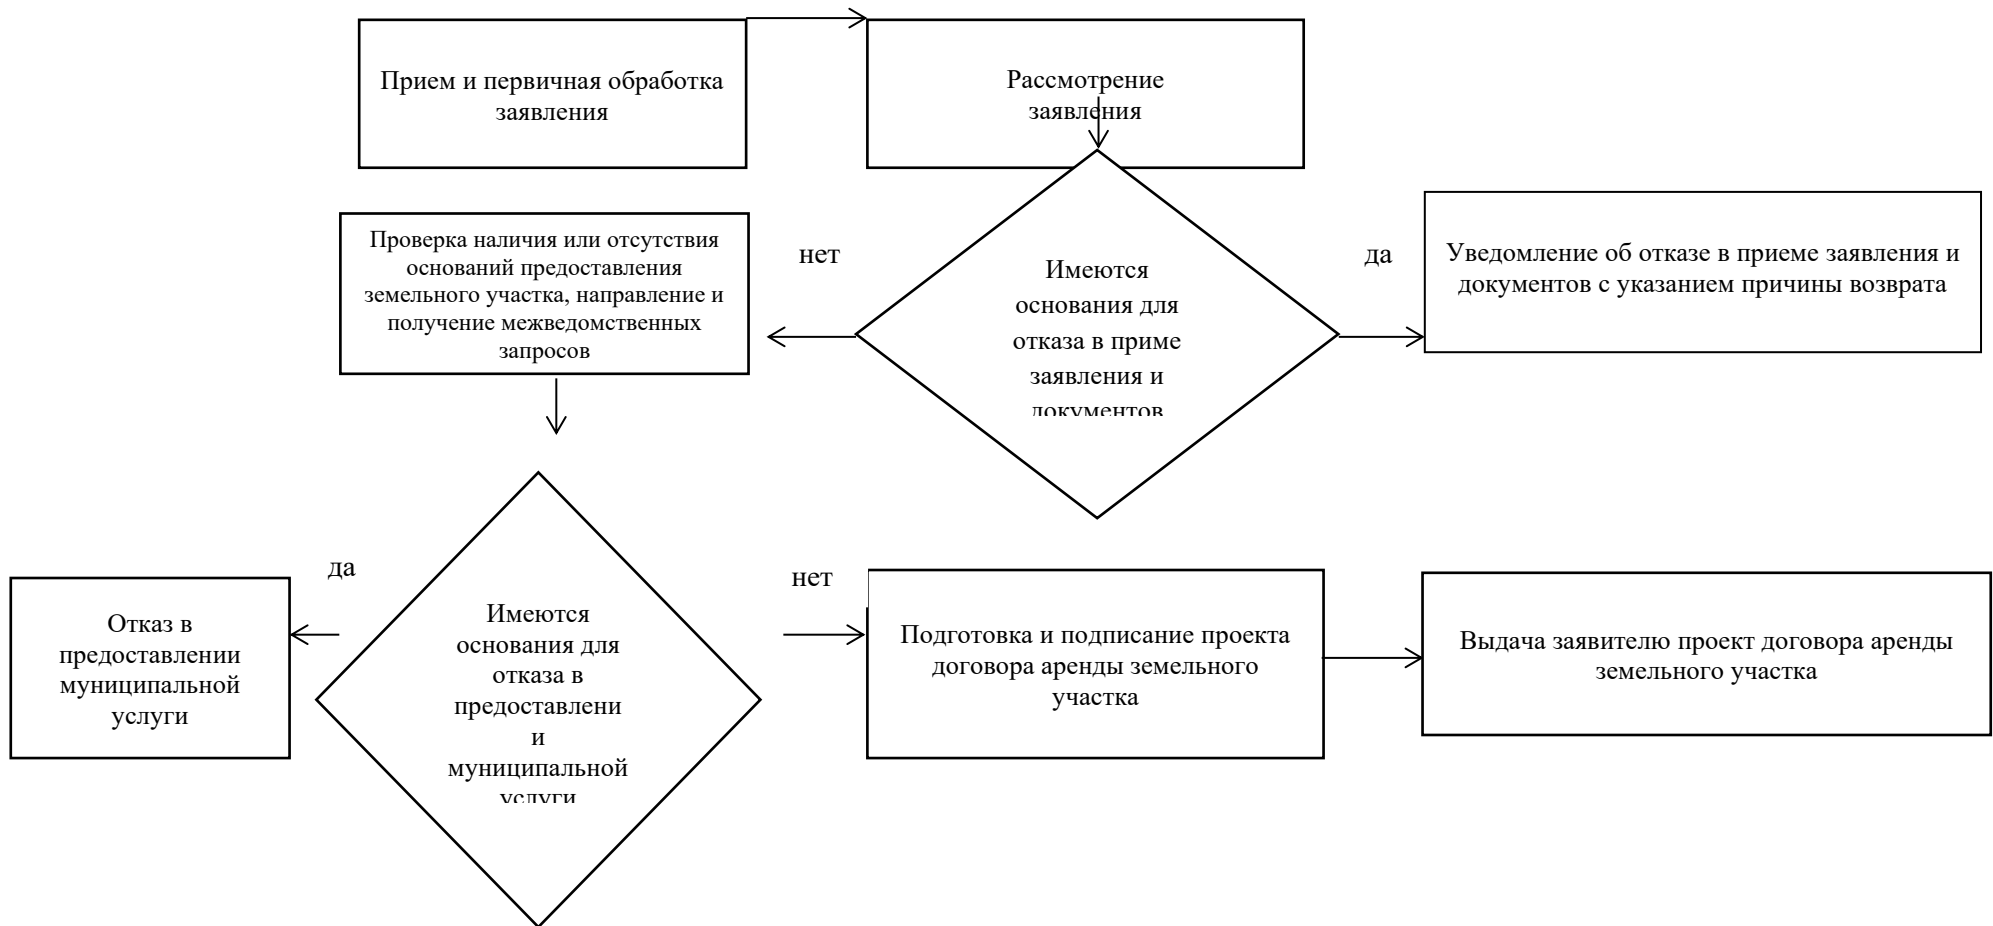 Прием и первичная обработка
заявления
Рассмотрение
заявления
Проверка наличия или отсутствия
оснований предоставления
земельного участка, направление и
получение межведомственных
запросов
нет
Имеются
основания для
отказа в приме
заявления и
документов
да
Уведомление об отказе в приеме заявления и
документов с указанием причины возврата
Отказ в
предоставлении
муниципальной
услуги
да
Имеются
основания для
отказа в
предоставлени
и
муниципальной
услуги
нет
Подготовка и подписание проекта
договора аренды земельного
участка
Выдача заявителю проект договора аренды
земельного участка